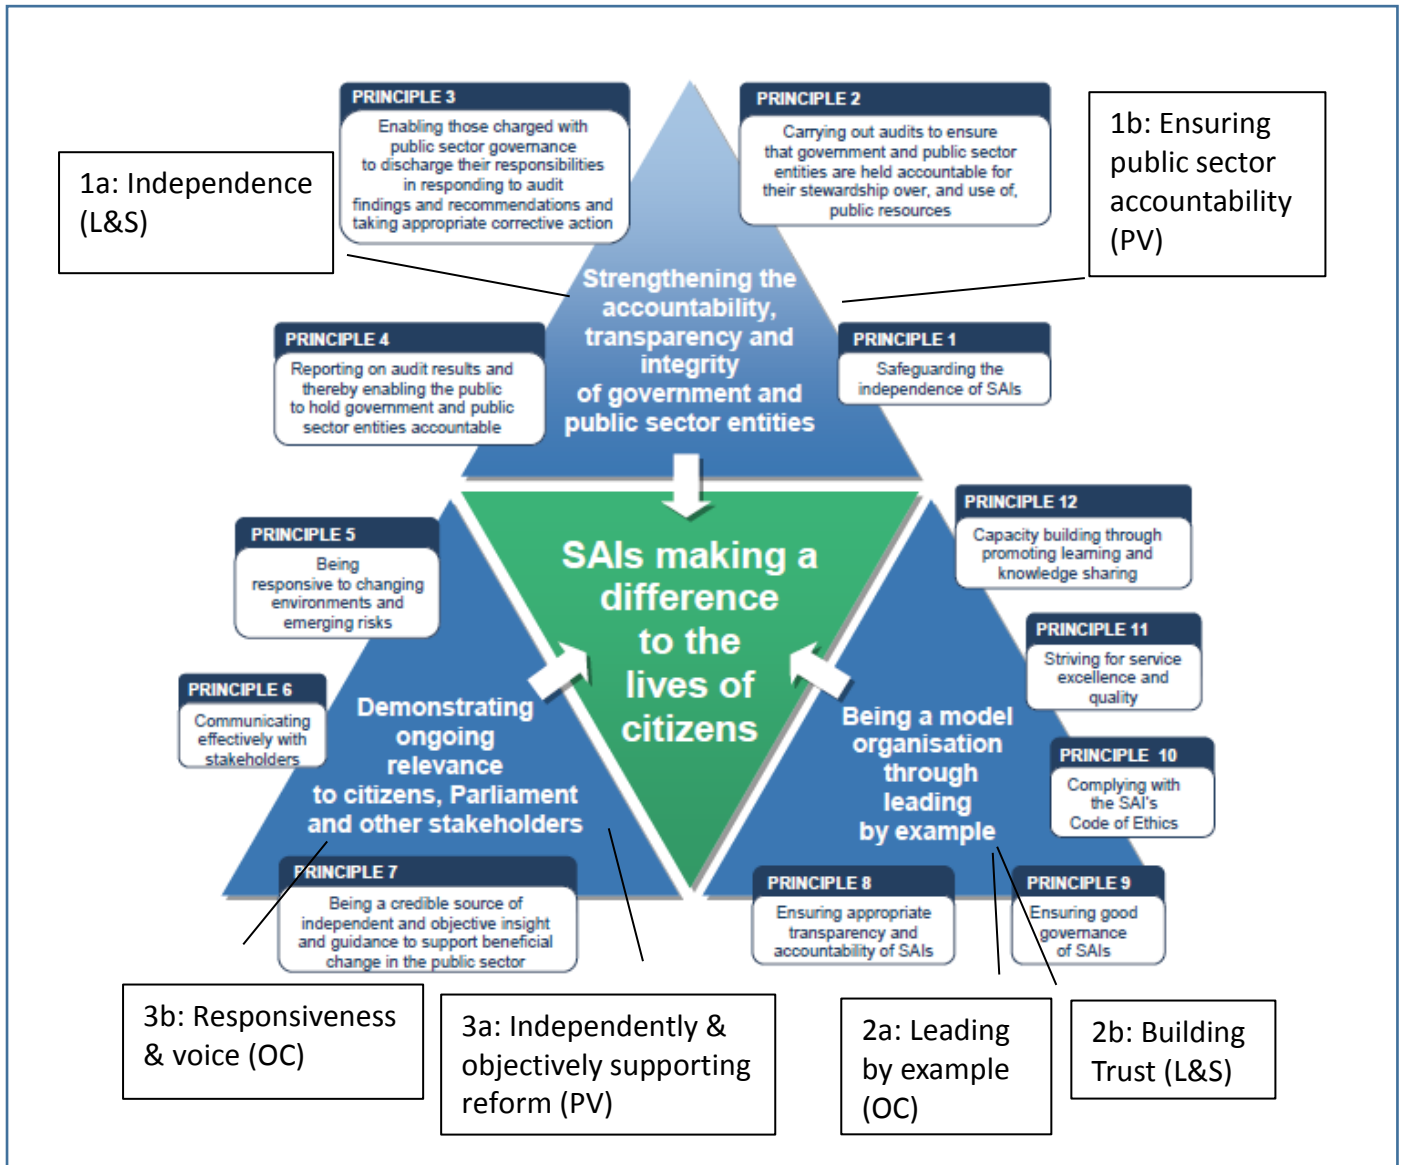 PRINCIPLE 3
Enabling those charged with
public sector governance
to discharge their responsibilities
in responding to audit
findings and recommendations and
taking appropriate corrective action
PRINCIPLE 2
Carrying out audits to ensure
that government and public sector
entities are held accountable for
their stewardship over, and use of,
public resources
1a: Independence
(L&S)
1b: Ensuring
public sector
accountability
(PV)
Strengthening the
accountability,
transparency and
integrity
of government and
public sector entities
PRINCIPLE 4
Reporting on audit results and
thereby enabling the public
to hold government and public
sector entities accountable
PRINCIPLE 1
Safeguarding the
independence of SAIs
PRINCIPLE 5
Being
responsive to changing
environments and
emerging risks
SAIs making a
difference
to the
lives of
citizens
PRINCIPLE 12
Capacity building through
promoting learning and
knowledge sharing
PRINCIPLE 11
Striving for service
excellence and
quality
PRINCIPLE 6
Communicating
effectively with
stakeholders
Demonstrating
ongoing
relevance
to citizens, Parliament
and other stakeholders
Being a model
organisation
through
leading
by example
PRINCIPLE 10
Complying with
the SAI's
Code of Ethics
PRINCIPLE 7
Being a credible source of
independent and objective insight
and guidance to support beneficial
change in the public sector
PRINCIPLE 8
Ensuring appropriate
transparency and
accountability of SAIs
PRINCIPLE 9
Ensuring good
governance
of SAIs
3b: Responsiveness
& voice (OC)
3a: Independently &
objectively supporting
reform (PV)
2a: Leading
by example
(OC)
2b: Building
Trust (L&S)